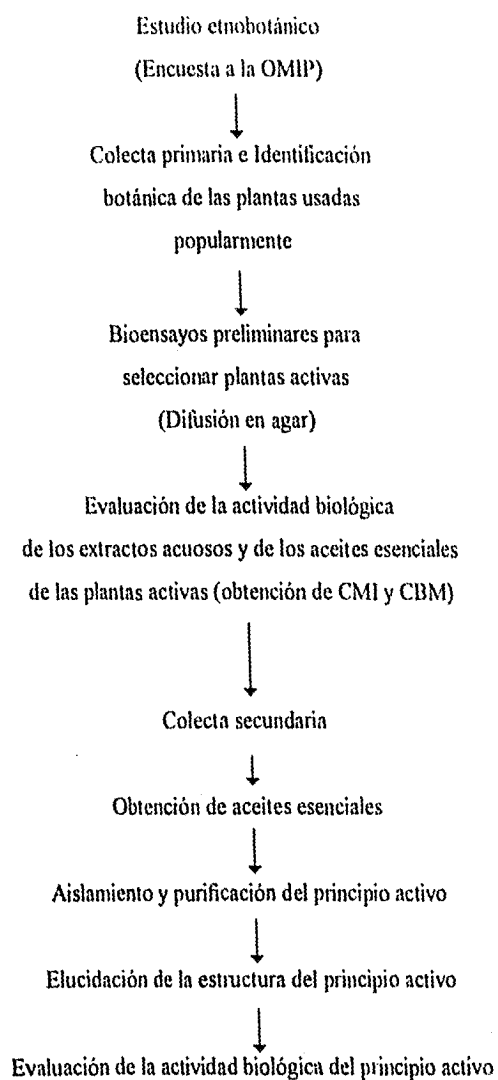 Estudio etnobotánico
(Encuesta a la OMIP)
Colecta primaria e Identificación
botánica de las plantas usadas
popularmente
Bioensayos preliminares para
seleccionar plantas activas
(Difusión en agar)
Evaluación de la actividad biológica
de los extractos acuosos y de los aceites esenciales
de las plantas activas (obtención de CMI y CBM)
Colecta secundaria
Obtención de aceites esenciales
Aislamiento y purificación del principio activo
Elucidación de la estructura del principio activo
Evaluación de la actividad biológica del principio activo